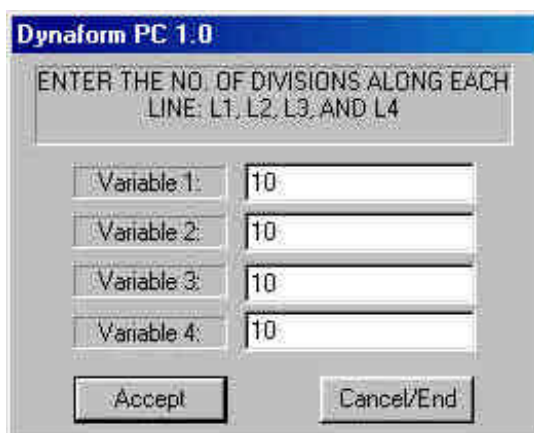 Dynaform PC 1.0
ENTER THE NO. OF DIVISIONS ALONG EACH
LINE: L1, L2, L3, AND L4
Variable 1: 10
Variable 2: 10
Variable 3: 10
Variable 4: 10
Accept Cancel/End